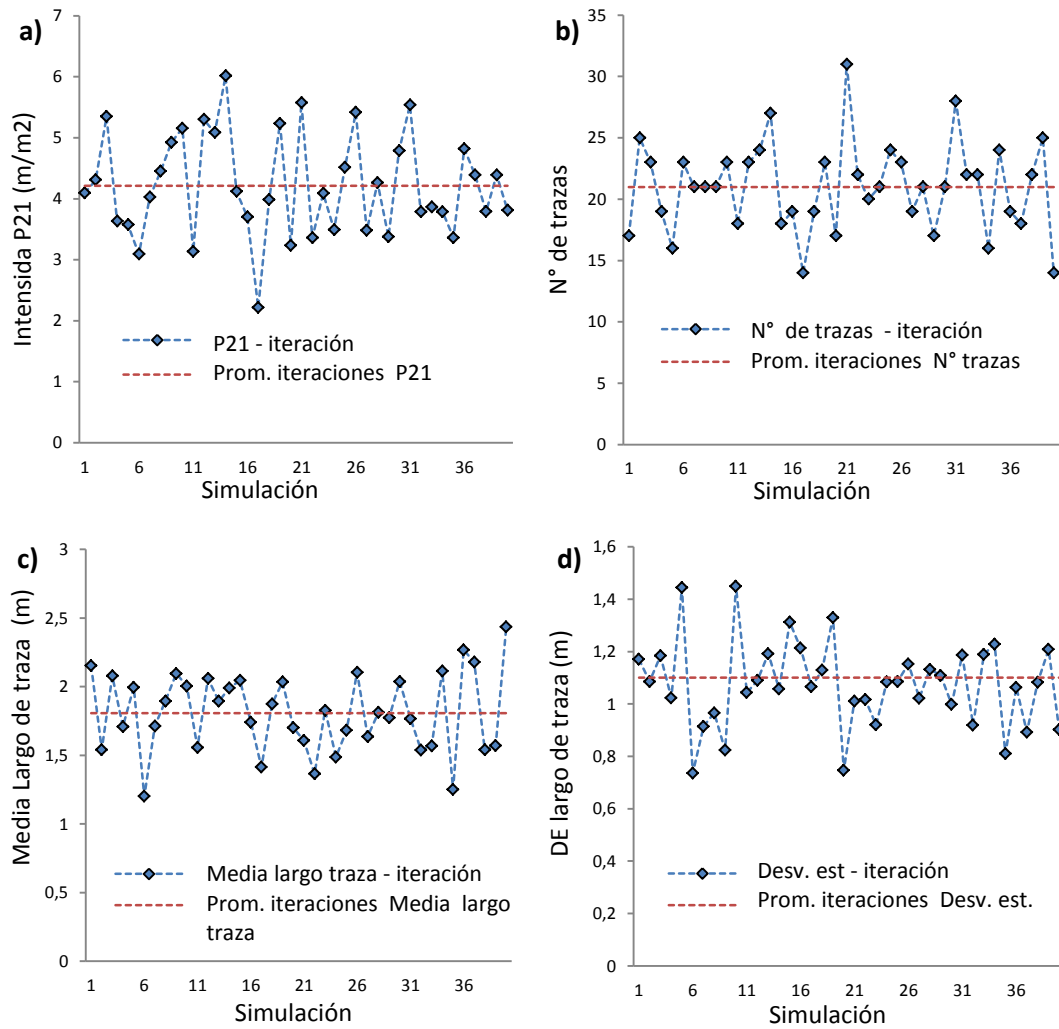 a)
Intensida P21 (m/m2)
7
6
5
4
3
2
1
0
P21 - iteración
Prom. iteraciones P21
1 6 11 16 21 26 31 36
Simulación
b)
N° de trazas
35
30
25
20
15
10
5
0
N° de trazas - iteración
Prom. iteraciones N° trazas
1 6 11 16 21 26 31 36
Simulación
c)
Media Largo de traza (m)
3
2,5
2
1,5
1
0,5
0
Media largo traza - iteración
Prom. iteraciones Media largo
traza
1 6 11 16 21 26 31 36
Simulación
d)
DE largo de traza (m)
1,6
1,4
1,2
1
0,8
0,6
0,4
0,2
0
Desv. est - iteración
Prom. iteraciones Desv. est.
1 6 11 16 21 26 31 36
Simulación